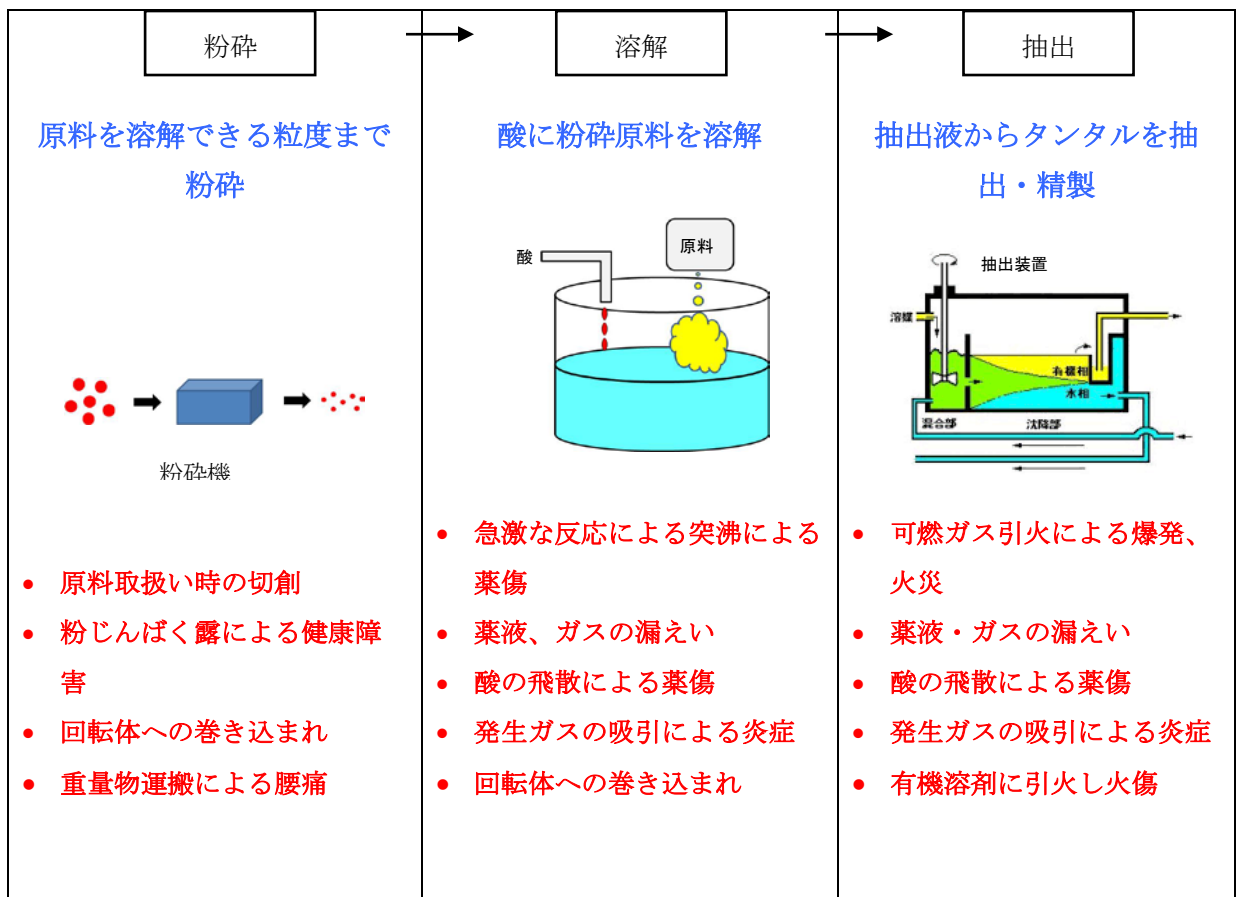 粉砕
原料を溶解できる粒度まで
粉砕
粉砕機
• 原料取扱い時の切創
• 粉じんばく露による健康障
害
• 回転体への巻き込まれ
• 重量物運搬による腰痛
溶解
酸に粉砕原料を溶解
酸
原料
• 急激な反応による突沸による
薬傷
• 薬液、ガスの漏えい
• 酸の飛散による薬傷
• 発生ガスの吸引による炎症
• 回転体への巻き込まれ
抽出
抽出液からタンタルを抽
出・精製
抽出装置
溶媒
有機相
水相
混合部
沈降部
• 可燃ガス引火による爆発、
火災
• 薬液・ガスの漏えい
• 酸の飛散による薬傷
• 発生ガスの吸引による炎症
• 有機溶剤に引火し火傷